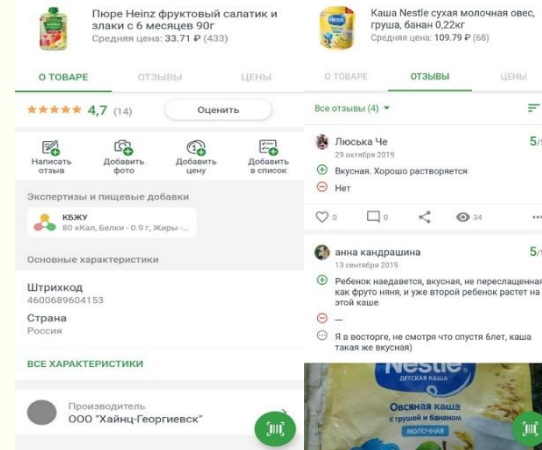 Пюре Heinz фруктовый салатик и
злаки с 6 месяцев 90г
Средняя цена: 33.71 ₽ (433)
О ТОВАРЕ ОТЗЫВЫ ЦЕНЫ
4,7 (14) Оценить
Написать отзыв
Добавить фото
Добавить цену
Добавить в список
Экспертизы и пищевые добавки
КБЖУ
80 кКал, Белки - 0.9 г, Жиры -...
Основные характеристики
Штрихкод
4600689604153
Страна
Россия
ВСЕ ХАРАКТЕРИСТИКИ
Производитель
ООО "Хайнц-Георгиевск"
Каша Nestle сухая молочная овес,
груша, банан 0,22кг
Средняя цена: 109.79 ₽ (68)
О ТОВАРЕ ОТЗЫВЫ ЦЕНЫ
Все отзывы (4)
Люська Че 5/
29 октября 2019
Вкусная. Хорошо растворяется
Нет
0 0 34
анна кандрашина 5/
13 сентября 2019
Ребенок наедавется, вкусная, не переслащенная
как фруто няня, и уже второй ребенок растет на
этой каше
—
Я в восторге, не смотря что спустя 6лет, каша
такая же вкусная)
Nestlé
ДЕТСКАЯ КАША
Овсяная каша
с грушей и бананом
МОЛОЧНАЯ